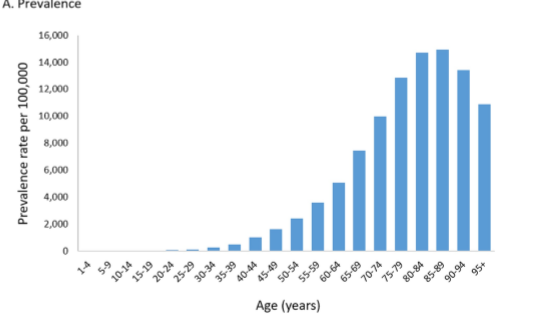 A. Prevalence
16,000
14,000
12,000
10,000
8,000
6,000
4,000
2,000
0
Prevalence rate per 100,000
1-4 5-9 10-14 15-19 20-24 25-29 30-34 35-39 40-44 45-49 50-54 55-59 60-64 65-69 70-74 75-79 80-84 85-89 90-94 95+
Age (years)